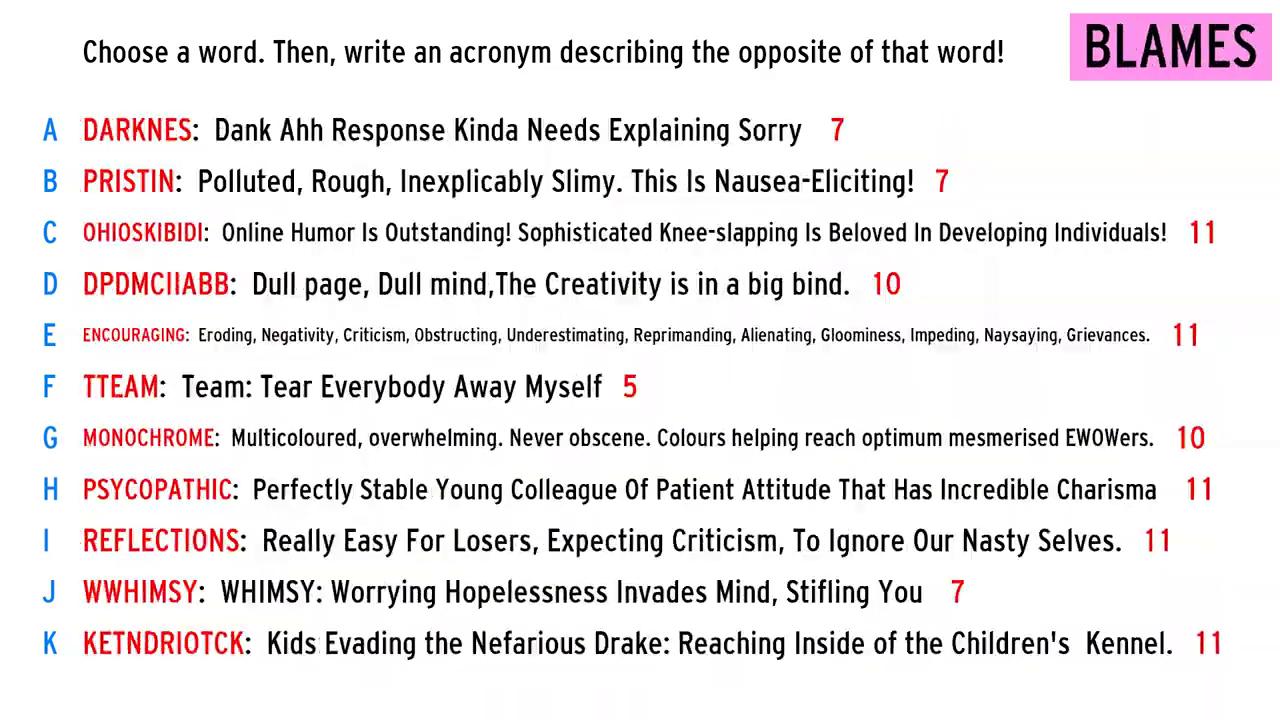 Choose a word. Then, write an acronym describing the opposite of that word!
BLAMES
A DARKNES: Dank Ahh Response Kinda Needs Explaining Sorry 7
B PRISTIN: Polluted, Rough, Inexplicably Slimy. This Is Nausea-Eliciting! 7
C OHIOSKIBIDI: Online Humor Is Outstanding! Sophisticated Knee-slapping Is Beloved In Developing Individuals! 11
D DPDMCIIABB: Dull page, Dull mind,The Creativity is in a big bind. 10
E ENCOURAGING: Eroding, Negativity, Criticism, Obstructing, Underestimating, Reprimanding, Alienating, Gloominess, Impeding, Naysaying, Grievances. 11
F TTEAM: Team: Tear Everybody Away Myself 5
G MONOCHROME: Multicoloured, overwhelming. Never obscene. Colours helping reach optimum mesmerised EWOWers. 10
H PSYCOPATHIC: Perfectly Stable Young Colleague Of Patient Attitude That Has Incredible Charisma 11
I REFLECTIONS: Really Easy For Losers, Expecting Criticism, To Ignore Our Nasty Selves. 11
J WWHIMSY: WHIMSY: Worrying Hopelessness Invades Mind, Stifling You 7
K KETNDRIOTCK: Kids Evading the Nefarious Drake: Reaching Inside of the Children's Kennel. 11